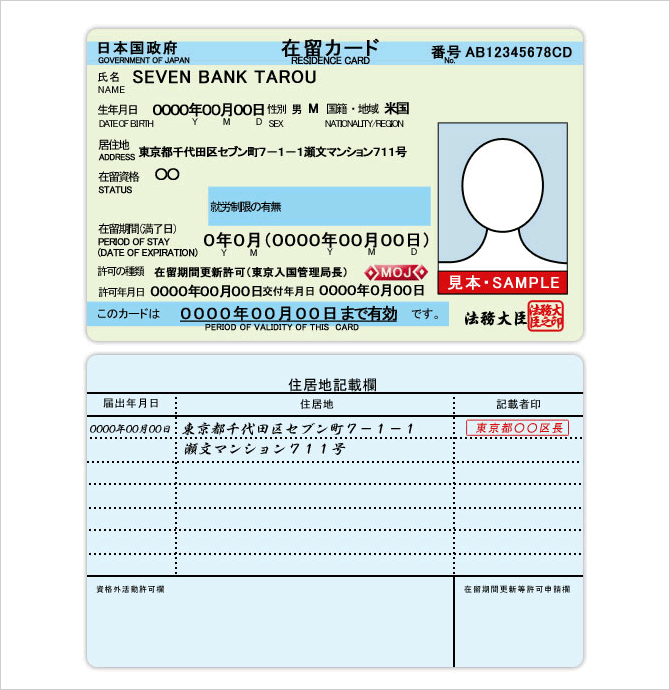 日本国政府 在留カード 番号 AB12345678CD
GOVERNMENT OF JAPAN RESIDENCE CARD No.
氏名 SEVEN BANK TAROU
NAME
生年月日 0000年00月00日 性別 男 M 国籍・地域 米国
DATE OF BIRTH Y M D SEX NATIONALITY/REGION
居住地 東京都千代田区セブン町7－1－1瀬文マンション711号
ADDRESS
在留資格 〇〇
STATUS
就労制限の有無
在留期間(満了日)
PERIOD OF STAY 0年0月(0000年00月00日)
(DATE OF EXPIRATION) Y M Y M D
許可の種類 在留期間更新許可(東京入国管理局長) MOJ
見本・SAMPLE
許可年月日 0000年00月00日交付年月日 0000年0月00日
このカードは 0000年00月00日まで有効 です。
PERIOD OF VALIDITY OF THIS CARD
法務大臣 法務大臣之印
住居地記載欄
届出年月日 住居地 記載者印
0000年00月00日 東京都千代田区セブン町7－1－1 東京都〇〇区長
瀬文マンション711号
資格外活動許可欄 在留期間更新等許可申請欄